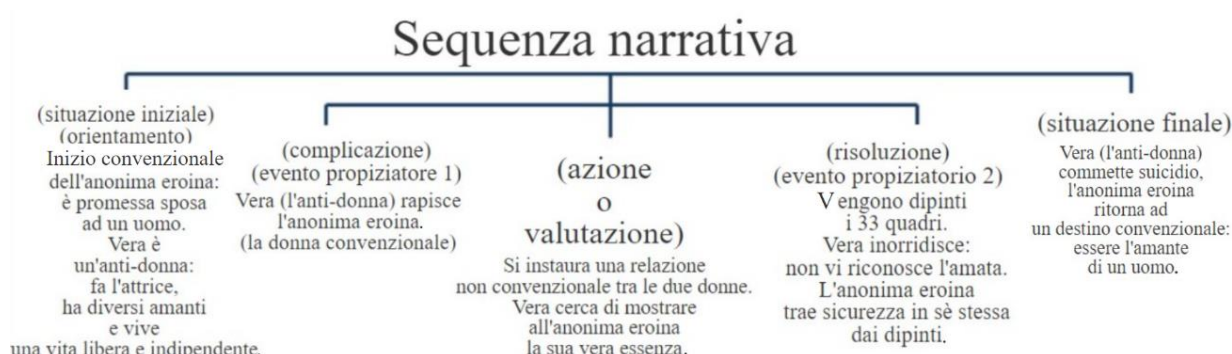 Sequenza narrativa
(situazione iniziale)
(orientamento)
Inizio convenzionale
dell'anonima eroina:
è promessa sposa
ad un uomo.
Vera è
un'anti-donna:
fa l'attrice,
ha diversi amanti
e vive
una vita libera e indipendente.
(complicazione)
(evento propiziatore 1)
Vera (l'anti-donna) rapisce
l'anonima eroina.
(la donna convenzionale)
(azione
o
valutazione)
Si instaura una relazione
non convenzionale tra le due donne.
Vera cerca di mostrare
all'anonima eroina
la sua vera essenza.
(risoluzione)
(evento propiziatorio 2)
Vengono dipinti
i 33 quadri.
Vera inorridisce:
non vi riconosce l'amata.
L'anonima eroina
trae sicurezza in sè stessa
dai dipinti.
(situazione finale)
Vera (l'anti-donna)
commette suicidio,
l'anonima eroina
ritorna ad
un destino convenzionale:
essere l'amante
di un uomo.